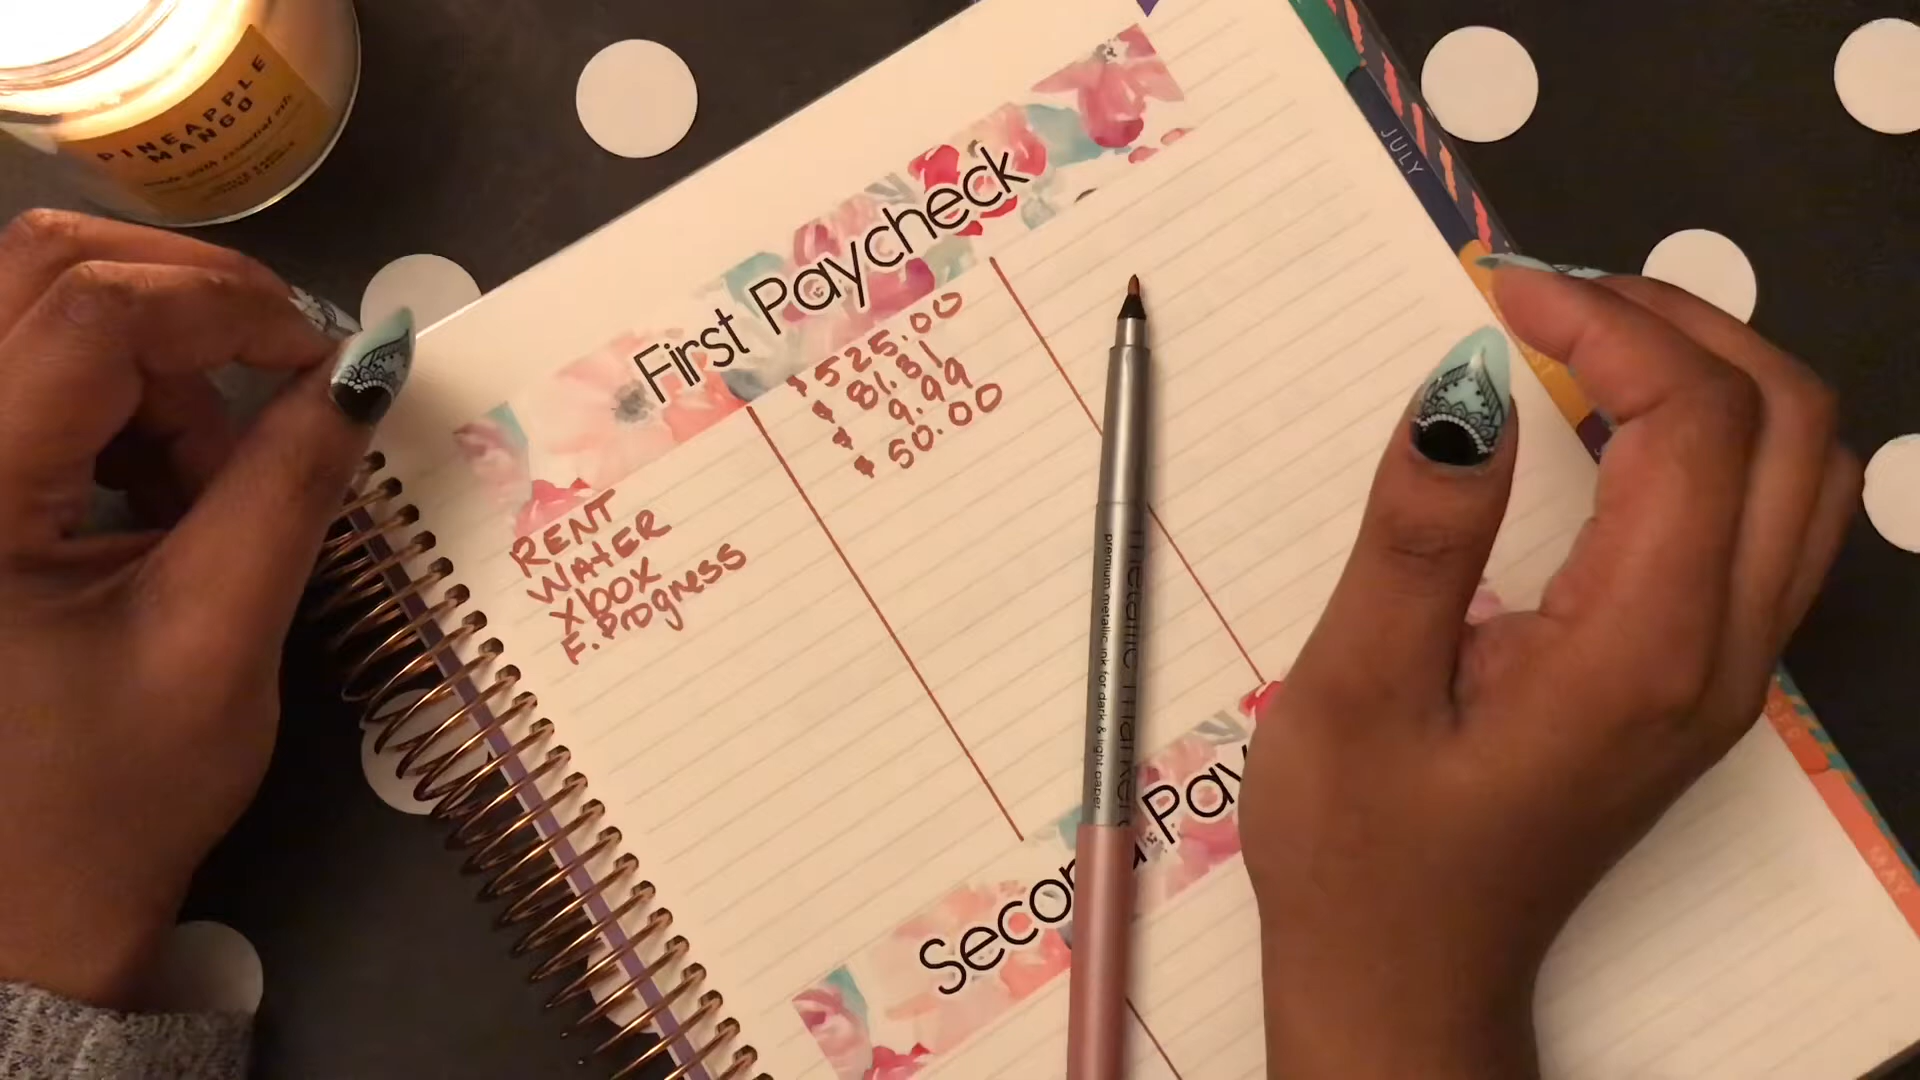 PINEAPPLE
MANGO
JULY
First Paycheck
RENT $525.00
WATER $81.31
Xbox $9.99
F. Progress $50.00
metallic marker
premium metallic ink for dark & light paper
Second Pay